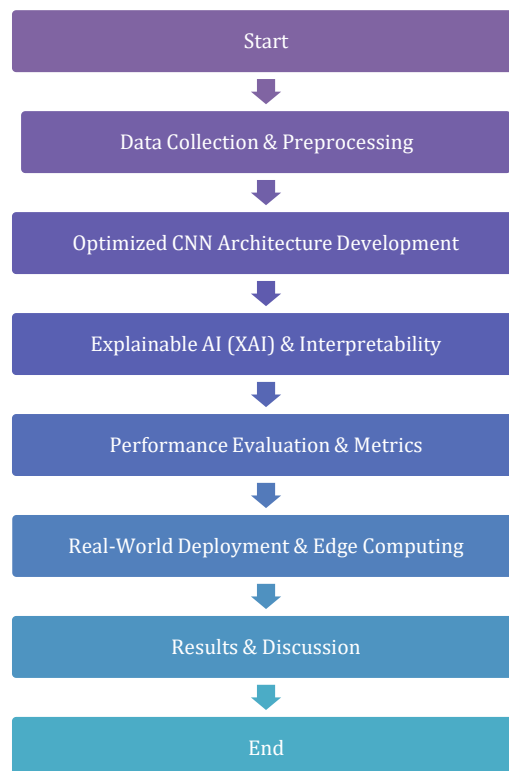 Start
Data Collection & Preprocessing
Optimized CNN Architecture Development
Explainable AI (XAI) & Interpretability
Performance Evaluation & Metrics
Real-World Deployment & Edge Computing
Results & Discussion
End